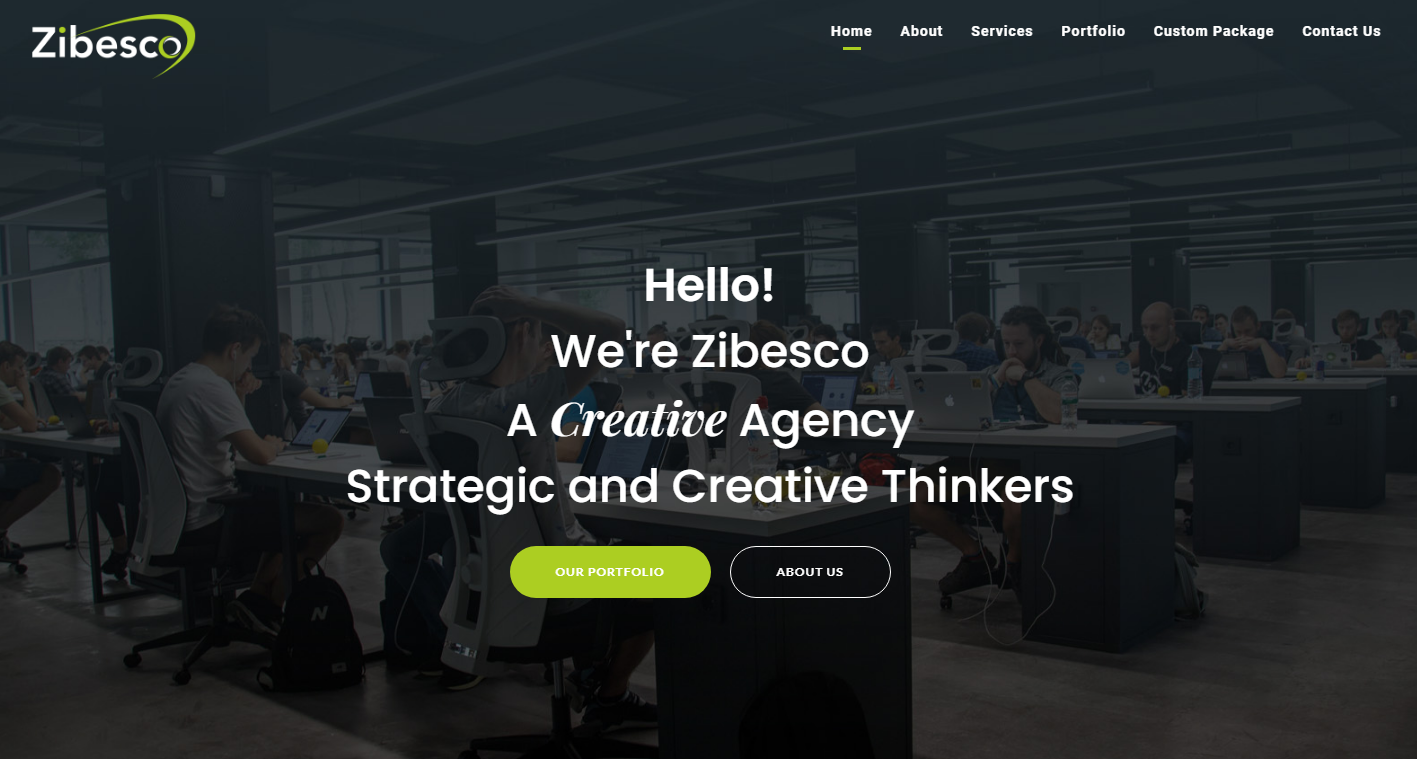 Zibesco
Home About Services Portfolio Custom Package Contact Us
Hello!
We're Zibesco
A Creative Agency
Strategic and Creative Thinkers
OUR PORTFOLIO ABOUT US
N